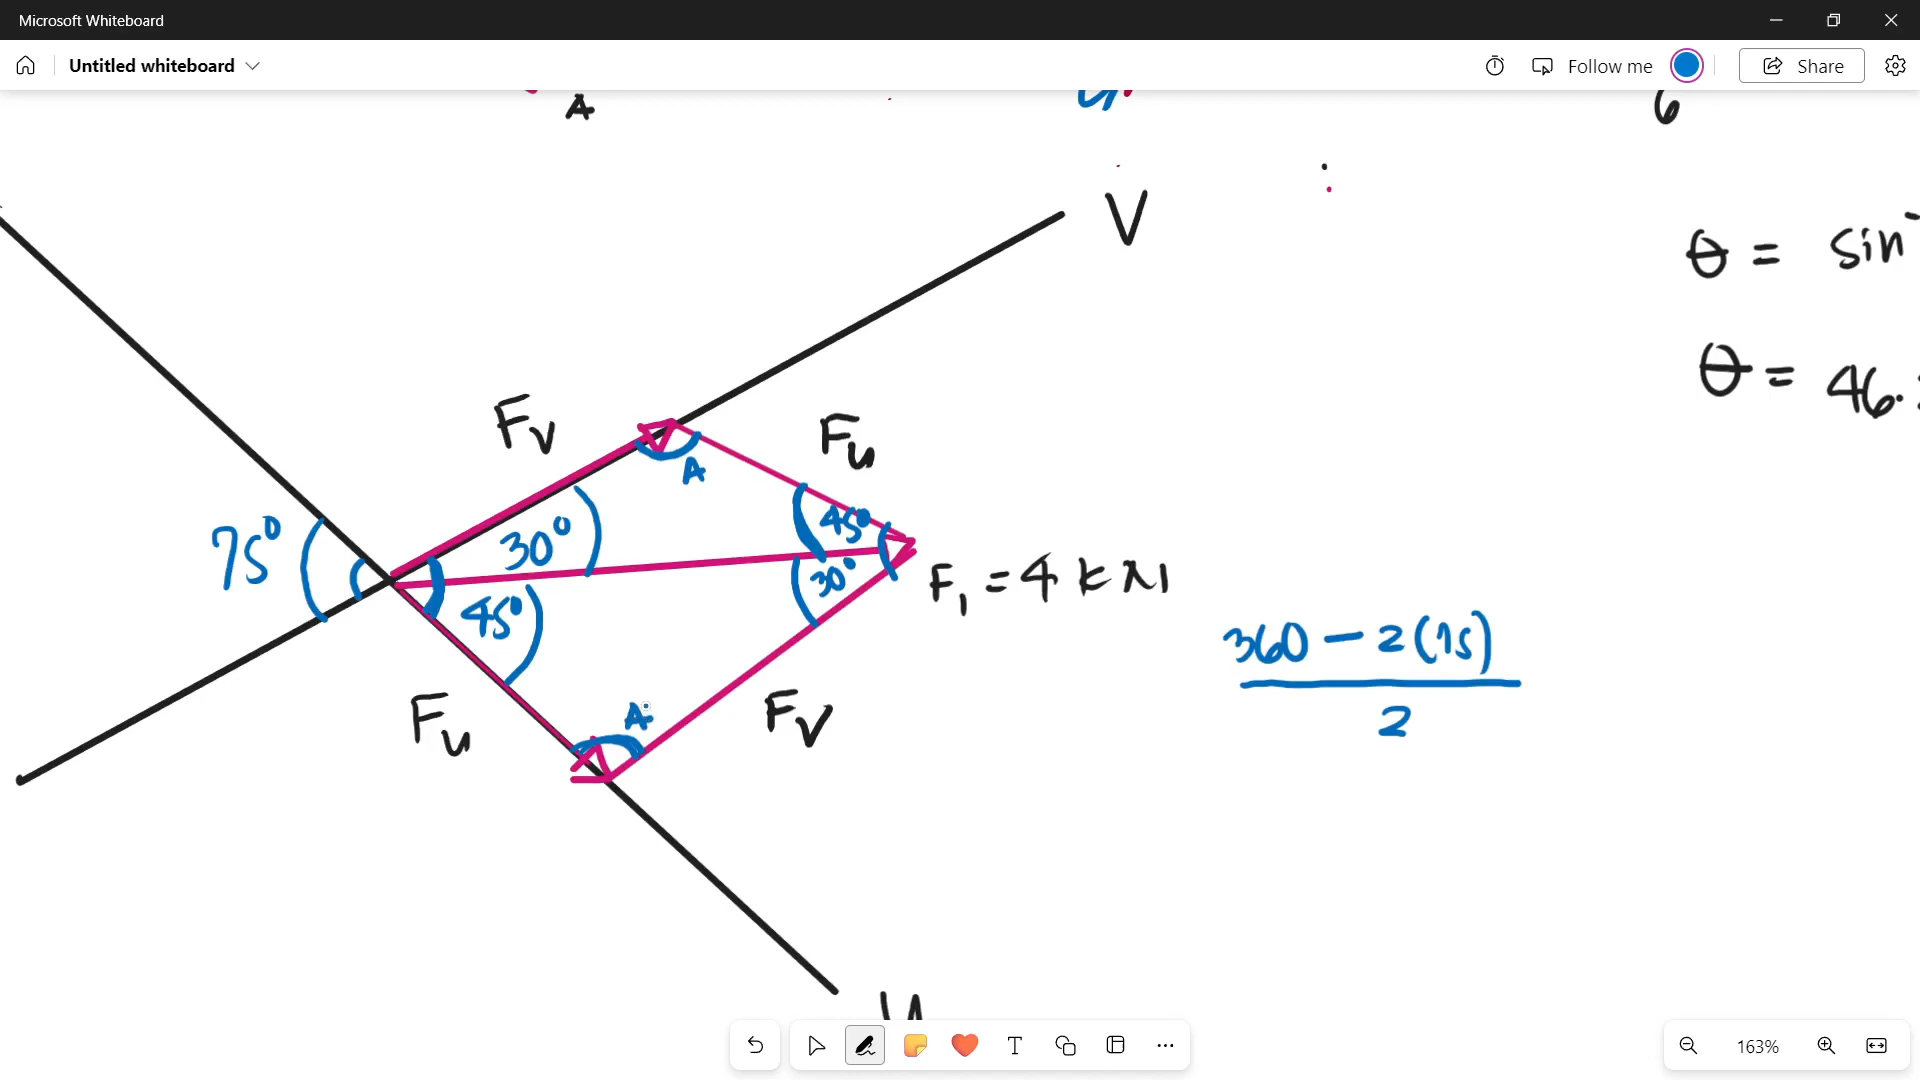 Microsoft Whiteboard
Untitled whiteboard
Follow me
Share
A
6
V
θ = sin
θ = 46.
Fv
Fu
A
45°
30°
75°
30°
F₁ = 4 kN
45°
360 - 2(75)
2
Fu
A
Fv
U
T
163%